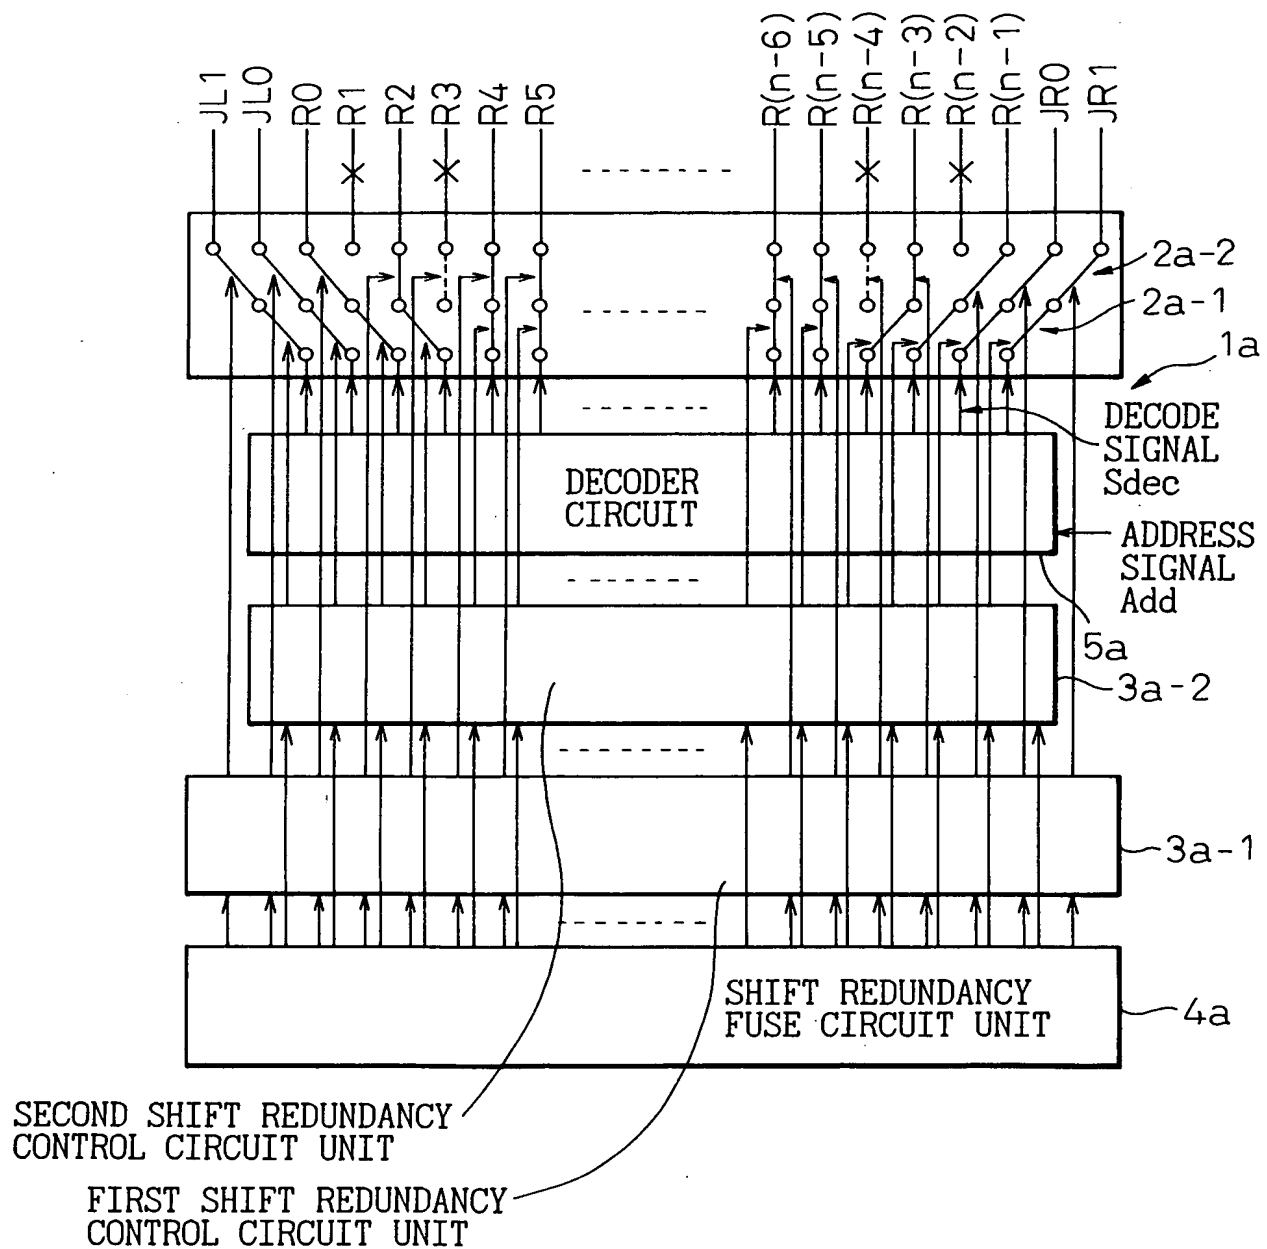 JL1
JL0
R0
R1
R2
R3
R4
R5
R(n-6)
R(n-5)
R(n-4)
R(n-3)
R(n-2)
R(n-1)
JR0
JR1
2a-2
2a-1
1a
DECODE
SIGNAL
Sdec
DECODER
CIRCUIT
ADDRESS
SIGNAL
Add
5a
3a-2
3a-1
SHIFT REDUNDANCY
FUSE CIRCUIT UNIT
4a
SECOND SHIFT REDUNDANCY
CONTROL CIRCUIT UNIT
FIRST SHIFT REDUNDANCY
CONTROL CIRCUIT UNIT